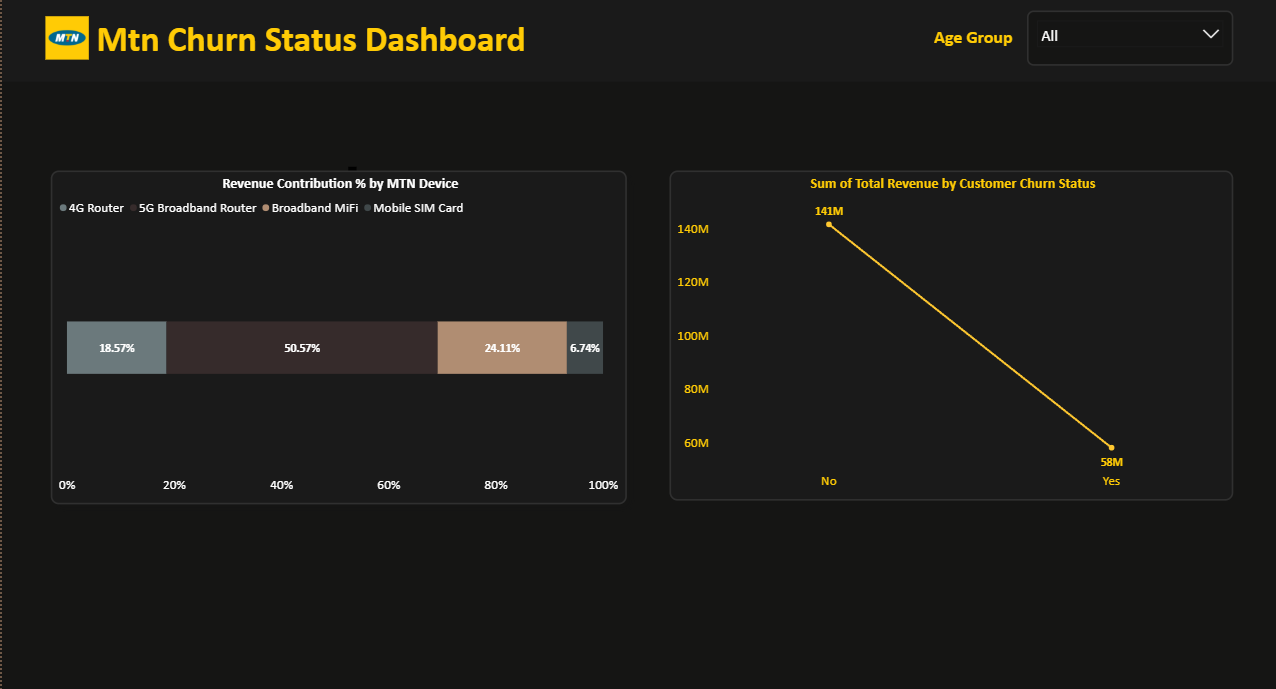 MTN
Mtn Churn Status Dashboard
Age Group
All
Revenue Contribution % by MTN Device
4G Router 5G Broadband Router Broadband MiFi Mobile SIM Card
18.57% 50.57% 24.11% 6.74%
0% 20% 40% 60% 80% 100%
Sum of Total Revenue by Customer Churn Status
141M
140M
120M
100M
80M
60M
58M
No Yes